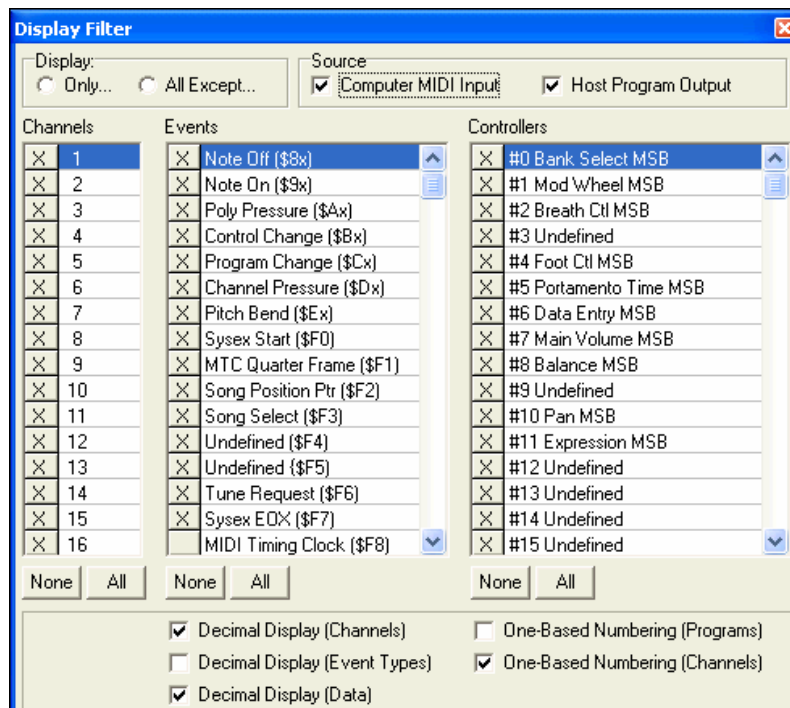 Display Filter
Display:
Only... All Except...
Source
Computer MIDI Input Host Program Output
Channels
X 1
X 2
X 3
X 4
X 5
X 6
X 7
X 8
X 9
X 10
X 11
X 12
X 13
X 14
X 15
X 16
None All
Events
X Note Off ($8x)
X Note On ($9x)
X Poly Pressure ($Ax)
X Control Change ($Bx)
X Program Change ($Cx)
X Channel Pressure ($Dx)
X Pitch Bend ($Ex)
X Sysex Start ($F0)
X MTC Quarter Frame ($F1)
X Song Position Ptr ($F2)
X Song Select ($F3)
X Undefined ($F4)
X Undefined {$F5)
X Tune Request ($F6)
X Sysex EOX ($F7)
MIDI Timing Clock ($F8)
None All
Controllers
X #0 Bank Select MSB
X #1 Mod Wheel MSB
X #2 Breath Ctl MSB
X #3 Undefined
X #4 Foot Ctl MSB
X #5 Portamento Time MSB
X #6 Data Entry MSB
X #7 Main Volume MSB
X #8 Balance MSB
X #9 Undefined
X #10 Pan MSB
X #11 Expression MSB
X #12 Undefined
X #13 Undefined
X #14 Undefined
X #15 Undefined
None All
Decimal Display (Channels)
Decimal Display (Event Types)
Decimal Display (Data)
One-Based Numbering (Programs)
One-Based Numbering (Channels)